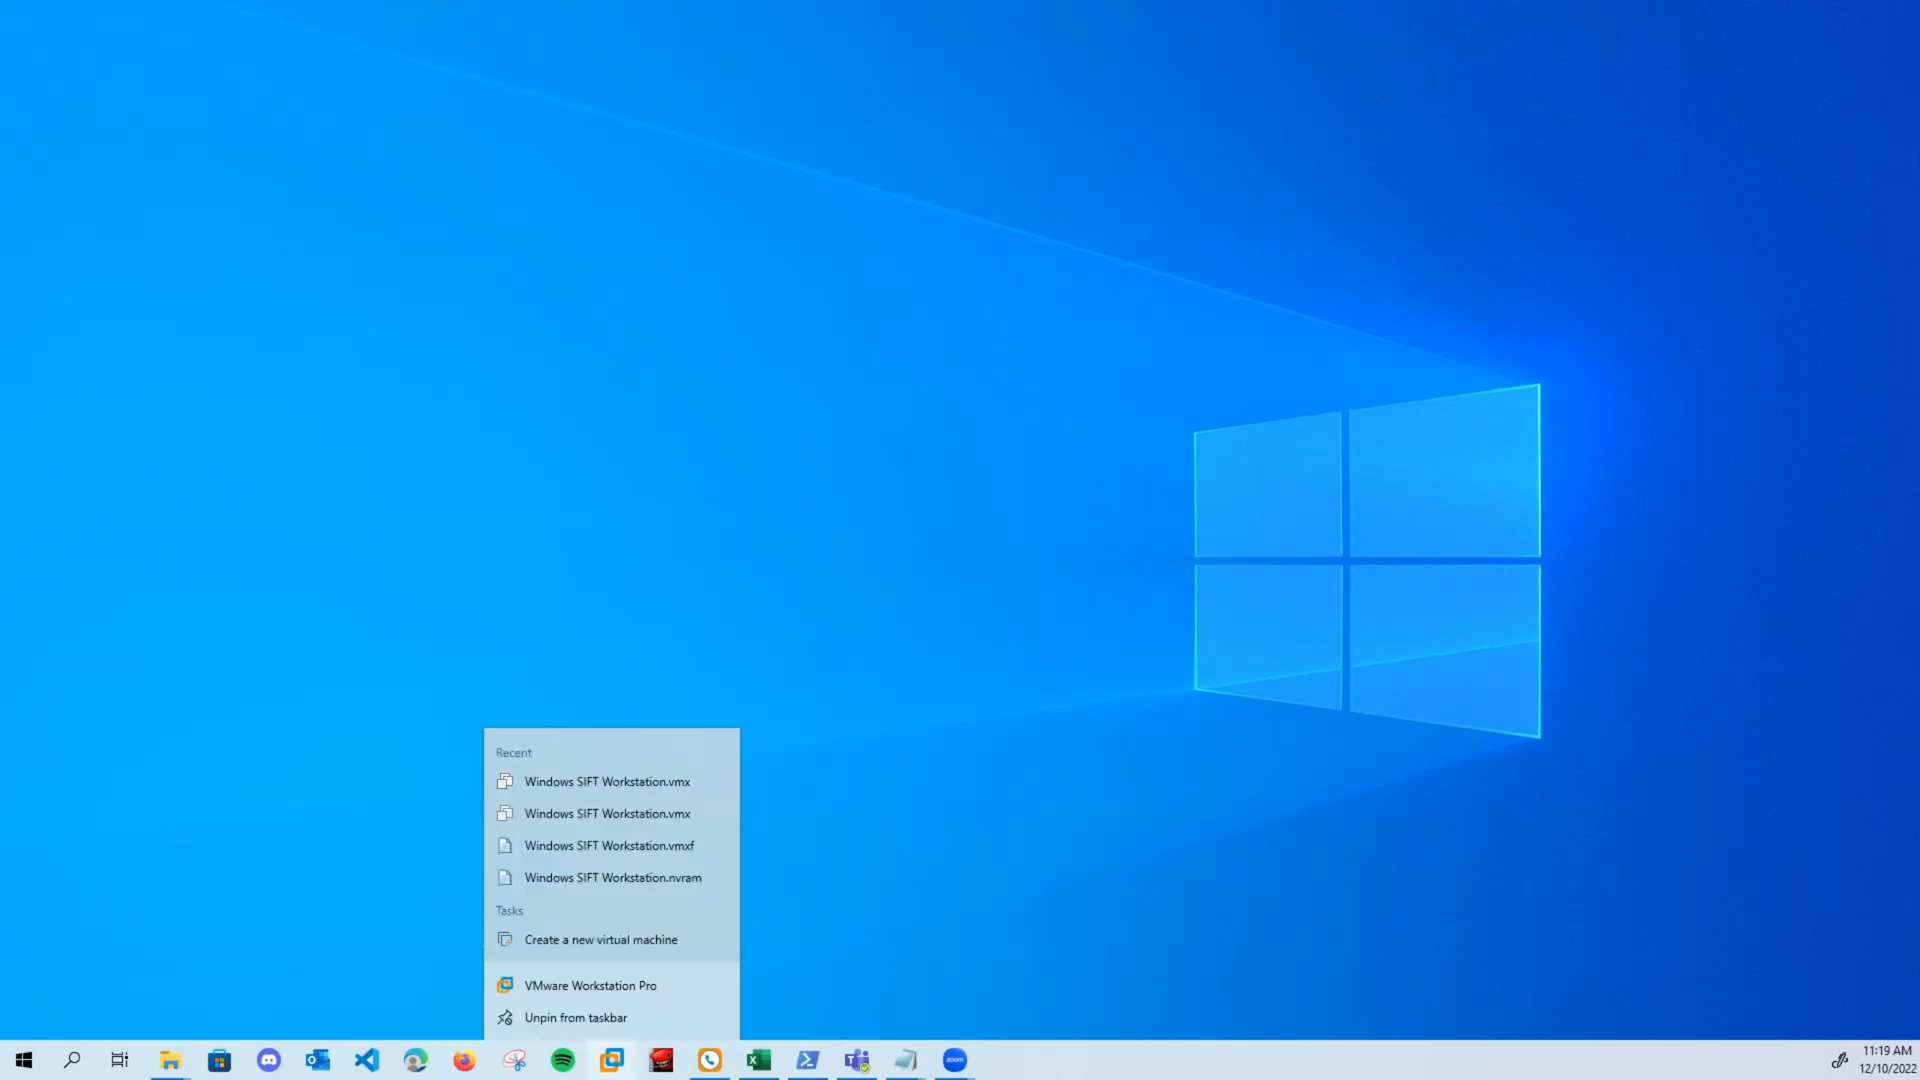 Recent
Windows SIFT Workstation.vmx
Windows SIFT Workstation.vmx
Windows SIFT Workstation.vmxf
Windows SIFT Workstation.nvram
Tasks
Create a new virtual machine
VMware Workstation Pro
Unpin from taskbar
zoom
11:19 AM
12/10/2022